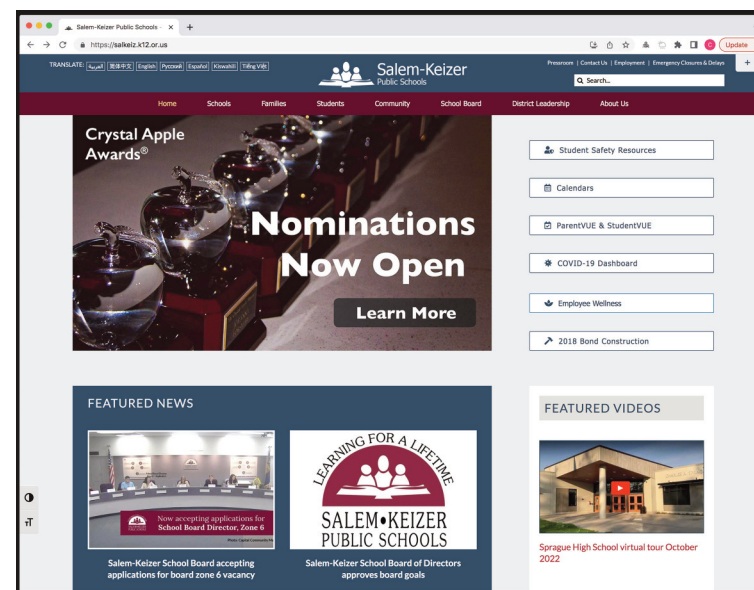 Salem-Keizer Public Schools -
https://salkeiz.k12.or.us
Update
TRANSLATE: العربية 简体中文 English Русский Español Kiswahili Tiếng Việt
Salem-Keizer
Public Schools
Pressroom | Contact Us | Employment | Emergency Closures & Delays
Search...
Home Schools Families Students Community School Board District Leadership About Us
Crystal Apple
Awards®
Nominations
Now Open
Learn More
Student Safety Resources
Calendars
ParentVUE & StudentVUE
COVID-19 Dashboard
Employee Wellness
2018 Bond Construction
FEATURED NEWS
Now accepting applications for
School Board Director, Zone 6
LEARNING FOR A LIFETIME
SALEM•KEIZER
PUBLIC SCHOOLS
Salem-Keizer School Board accepting
applications for board zone 6 vacancy
Salem-Keizer School Board of Directors
approves board goals
FEATURED VIDEOS
Sprague High School virtual tour October
2022